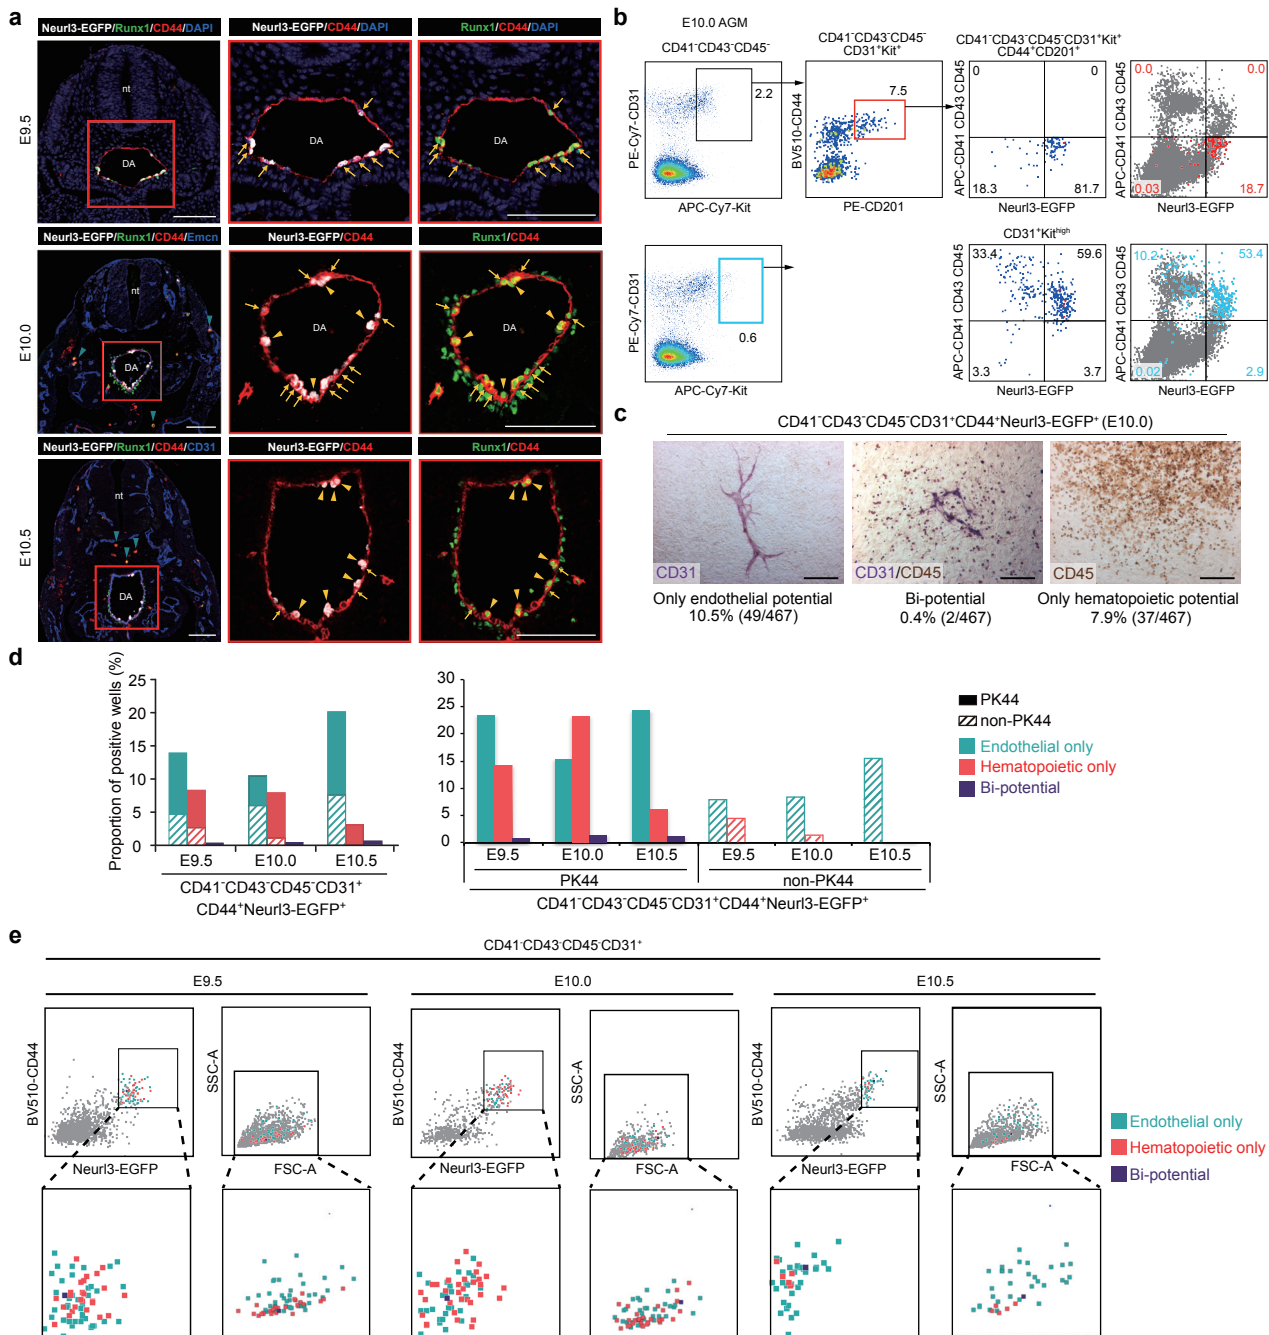 a
Neurl3-EGFP/Runx1/CD44/DAPI
Neurl3-EGFP/CD44/DAPI
Runx1/CD44/DAPI
E9.5
nt
DA
DA
DA
Neurl3-EGFP/Runx1/CD44/Emcn
Neurl3-EGFP/CD44
Runx1/CD44
E10.0
nt
DA
DA
Neurl3-EGFP/Runx1/CD44/CD31
Neurl3-EGFP/CD44
Runx1/CD44
E10.5
nt
DA
b
E10.0 AGM
CD41⁻CD43⁻CD45⁻
CD41⁻CD43⁻CD45⁻
CD31⁺Kit⁺
CD41⁻CD43⁻CD45⁻CD31⁺Kit⁺
CD44⁺CD201⁺
PE-Cy7-CD31
2.2
APC-Cy7-Kit
BV510-CD44
7.5
PE-CD201
APC-CD41 CD43 CD45
0
0
18.3
81.7
Neurl3-EGFP
APC-CD41 CD43 CD45
0.0
0.0
0.03
18.7
Neurl3-EGFP
PE-Cy7-CD31
0.6
APC-Cy7-Kit
CD31⁺Kitʰⁱᵍʰ
APC-CD41 CD43 CD45
33.4
59.6
3.3
3.7
Neurl3-EGFP
APC-CD41 CD43 CD45
10.2
53.4
0.02
2.9
Neurl3-EGFP
c
CD41⁻CD43⁻CD45⁻CD31⁺CD44⁺Neurl3-EGFP⁺ (E10.0)
CD31
CD31/CD45
CD45
Only endothelial potential
10.5% (49/467)
Bi-potential
0.4% (2/467)
Only hematopoietic potential
7.9% (37/467)
d
Proportion of positive wells (%)
25
20
15
10
5
0
E9.5
E10.0
E10.5
CD41⁻CD43⁻CD45⁻CD31⁺
CD44⁺Neurl3-EGFP⁺
30
25
20
15
10
5
0
E9.5
E10.0
E10.5
E9.5
E10.0
E10.5
PK44
non-PK44
CD41⁻CD43⁻CD45⁻CD31⁺CD44⁺Neurl3-EGFP⁺
PK44
non-PK44
Endothelial only
Hematopoietic only
Bi-potential
e
CD41⁻CD43⁻CD45⁻CD31⁺
E9.5
E10.0
E10.5
BV510-CD44
Neurl3-EGFP
SSC-A
FSC-A
BV510-CD44
Neurl3-EGFP
SSC-A
FSC-A
BV510-CD44
Neurl3-EGFP
SSC-A
FSC-A
Endothelial only
Hematopoietic only
Bi-potential